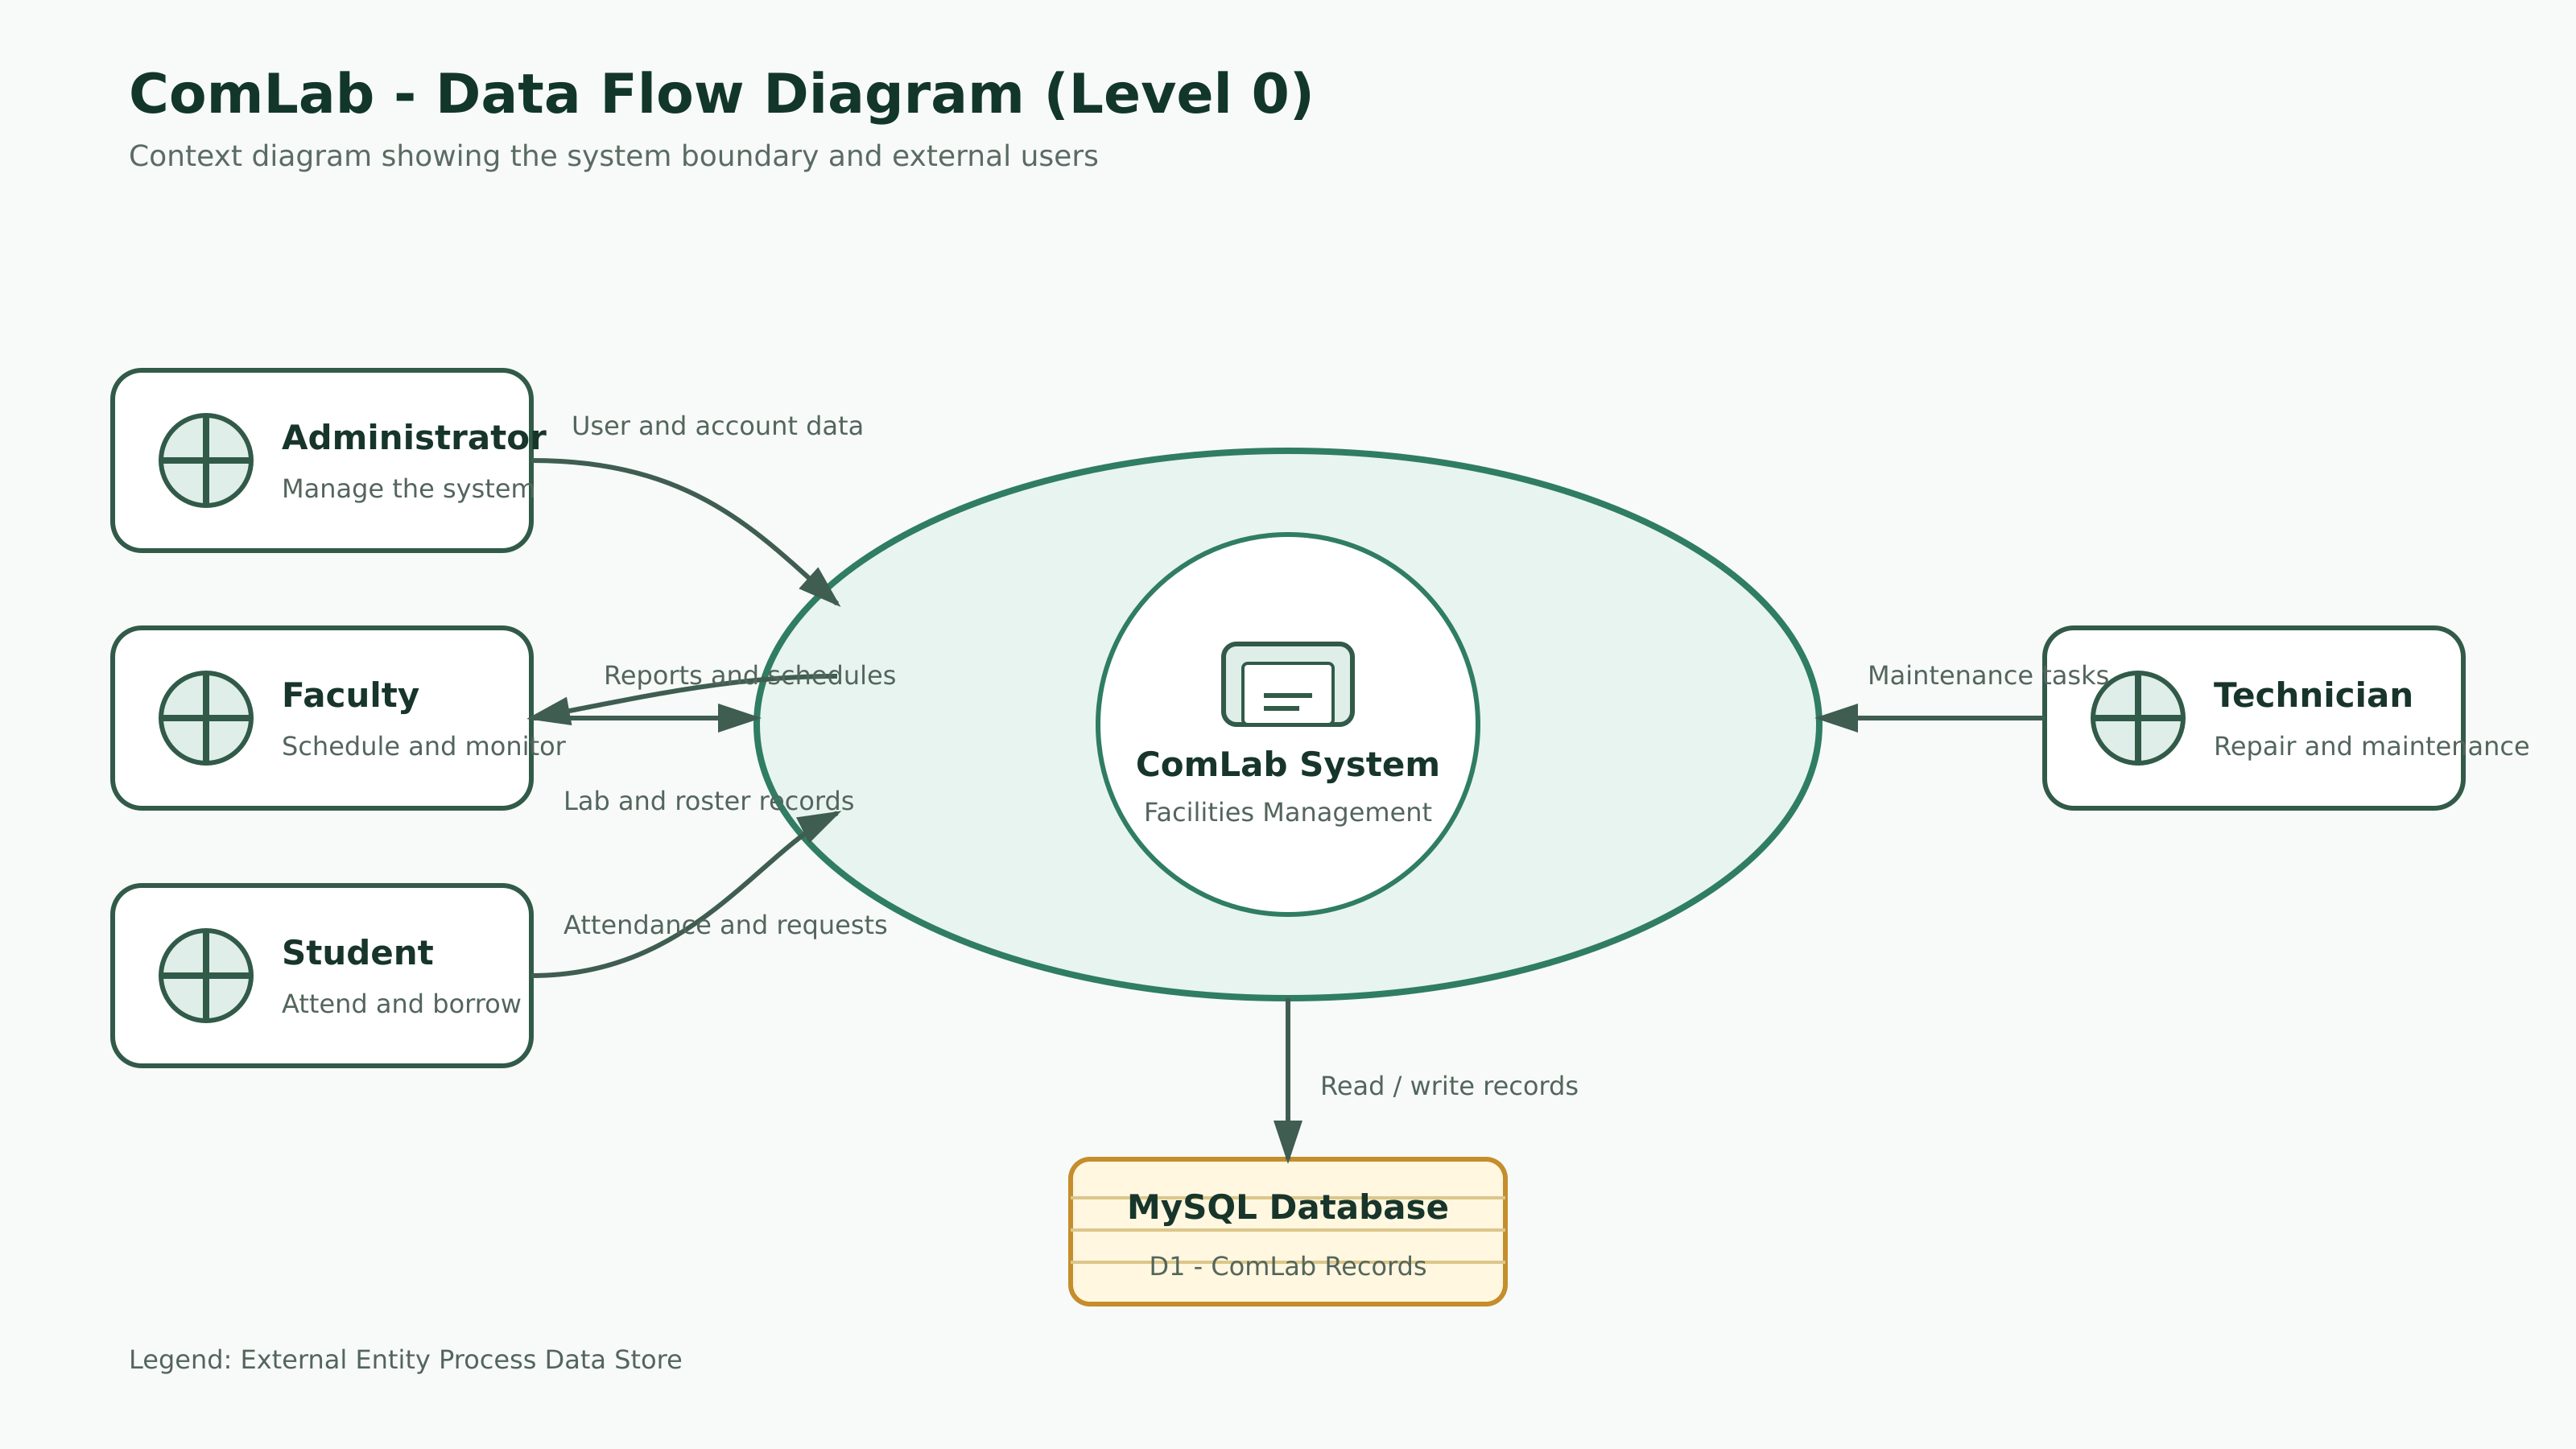 ComLab - Data Flow Diagram (Level 0)
Context diagram showing the system boundary and external users
Administrator
Manage the system
User and account data
Faculty
Schedule and monitor
Reports and schedules
Lab and roster records
Student
Attend and borrow
Attendance and requests
ComLab System
Facilities Management
Maintenance tasks
Technician
Repair and maintenance
Read / write records
MySQL Database
D1 - ComLab Records
Legend: External Entity Process Data Store